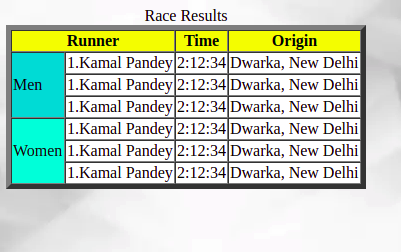 Race Results
Runner Time Origin
Men 1.Kamal Pandey 2:12:34 Dwarka, New Delhi
1.Kamal Pandey 2:12:34 Dwarka, New Delhi
1.Kamal Pandey 2:12:34 Dwarka, New Delhi
Women 1.Kamal Pandey 2:12:34 Dwarka, New Delhi
1.Kamal Pandey 2:12:34 Dwarka, New Delhi
1.Kamal Pandey 2:12:34 Dwarka, New Delhi